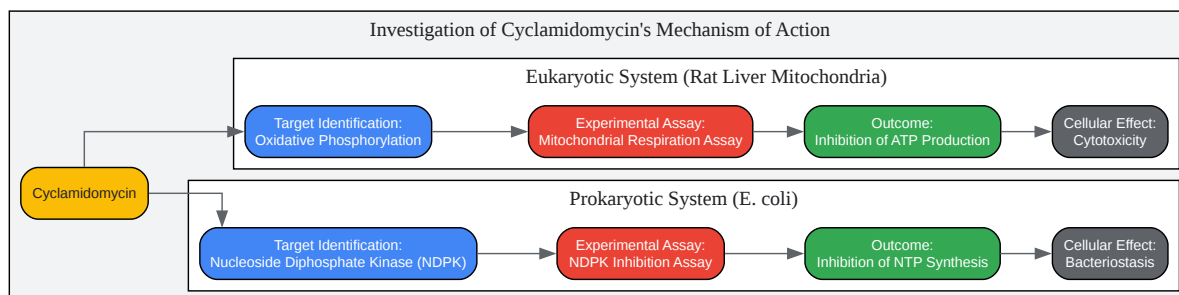 Investigation of Cyclamidomycin's Mechanism of Action
Eukaryotic System (Rat Liver Mitochondria)
Target Identification:
Oxidative Phosphorylation
Experimental Assay:
Mitochondrial Respiration Assay
Outcome:
Inhibition of ATP Production
Cellular Effect:
Cytotoxicity
Cyclamidomycin
Prokaryotic System (E. coli)
Target Identification:
Nucleoside Diphosphate Kinase (NDPK)
Experimental Assay:
NDPK Inhibition Assay
Outcome:
Inhibition of NTP Synthesis
Cellular Effect:
Bacteriostasis